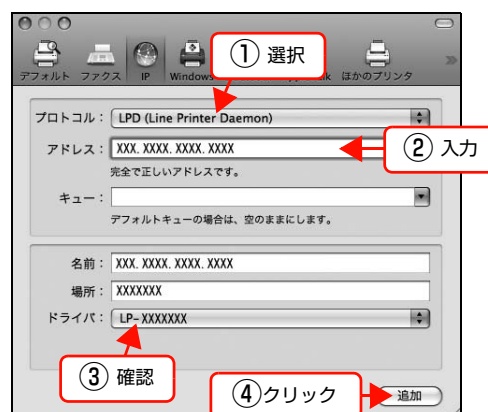 ① 選択
デフォルト ファクス IP Windows ほかのプリンタ
プロトコル： LPD (Line Printer Daemon)
アドレス： XXX. XXXX. XXXX. XXXX
② 入力
完全で正しいアドレスです。
キュー：
デフォルトキューの場合は、空のままにします。
名前： XXX. XXXX. XXXX. XXXX
場所： XXXXXXX
ドライバ： LP-XXXXXXX
③ 確認
④クリック
追加